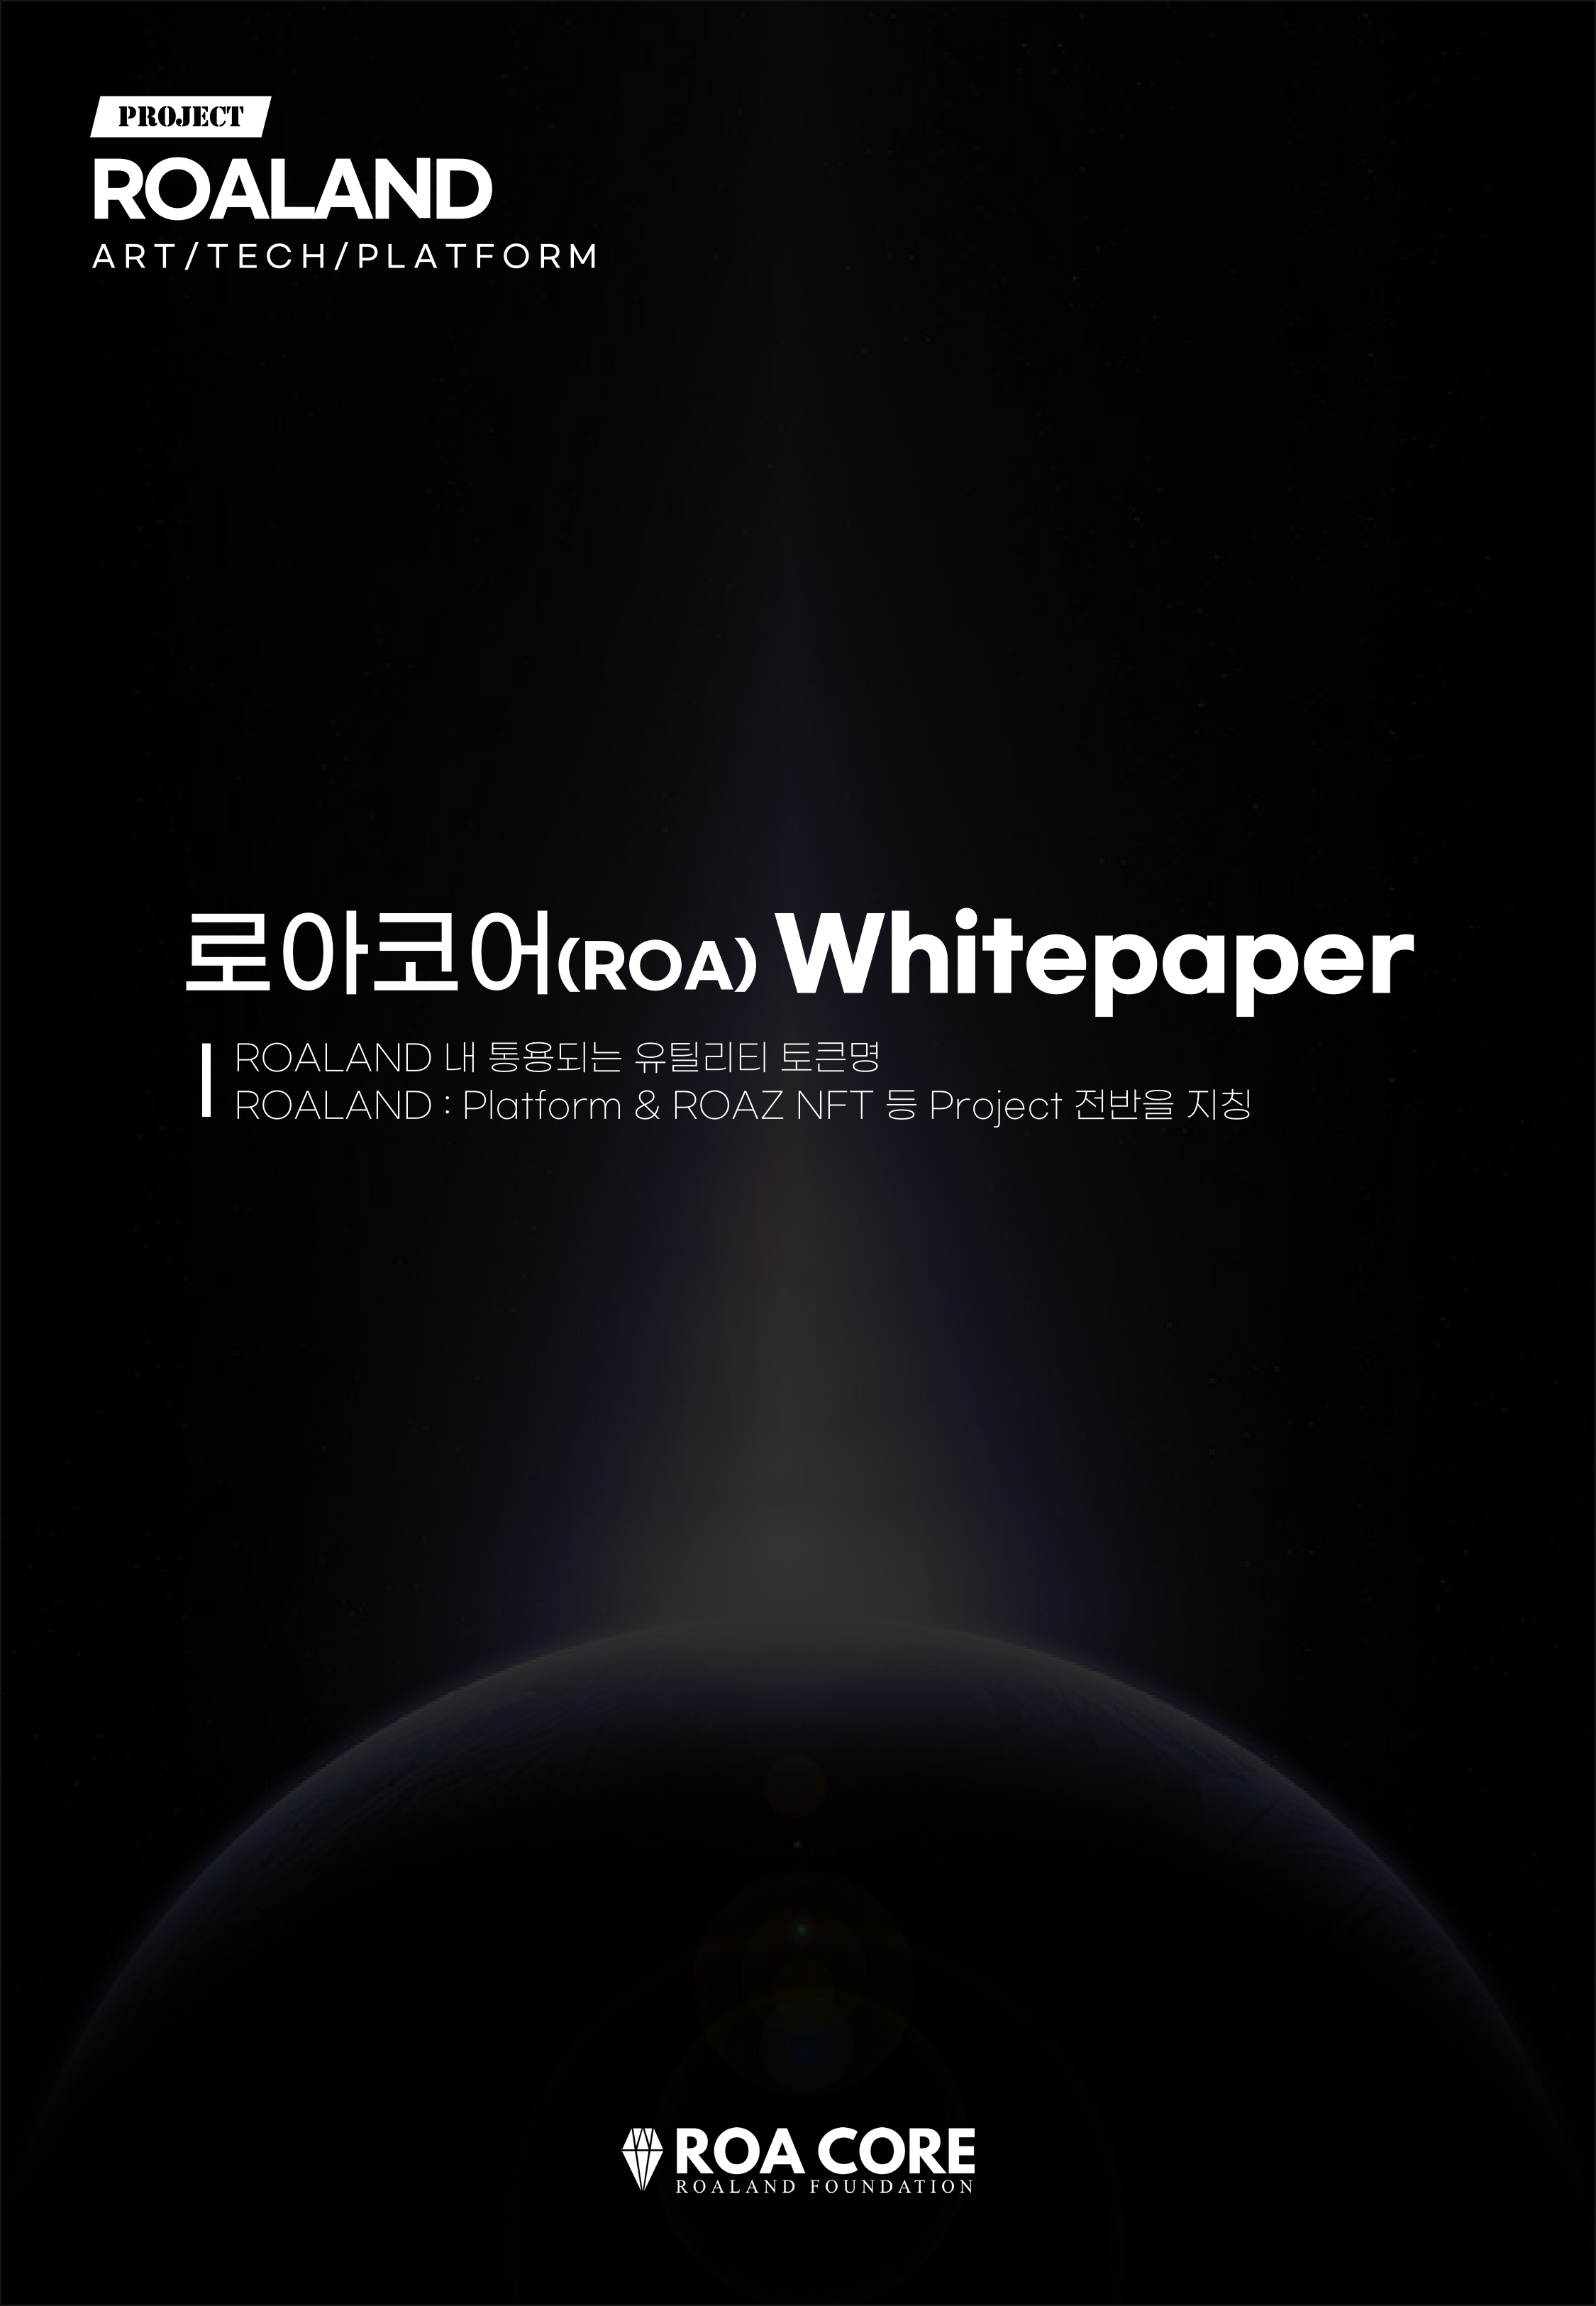 PROJECT
ROALAND
ART/TECH/PLATFORM
로아코어(ROA) Whitepaper
ROALAND 내 통용되는 유틸리티 토큰명
ROALAND : Platform & ROAZ NFT 등 Project 전반을 지칭
ROA CORE
ROALAND FOUNDATION